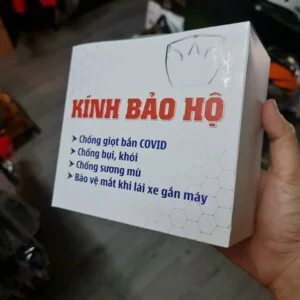 KÍNH BẢO HỘ
Chống giọt bắn COVID
Chống bụi, khói
Chống sương mù
Bảo vệ mắt khi lái xe gắn máy